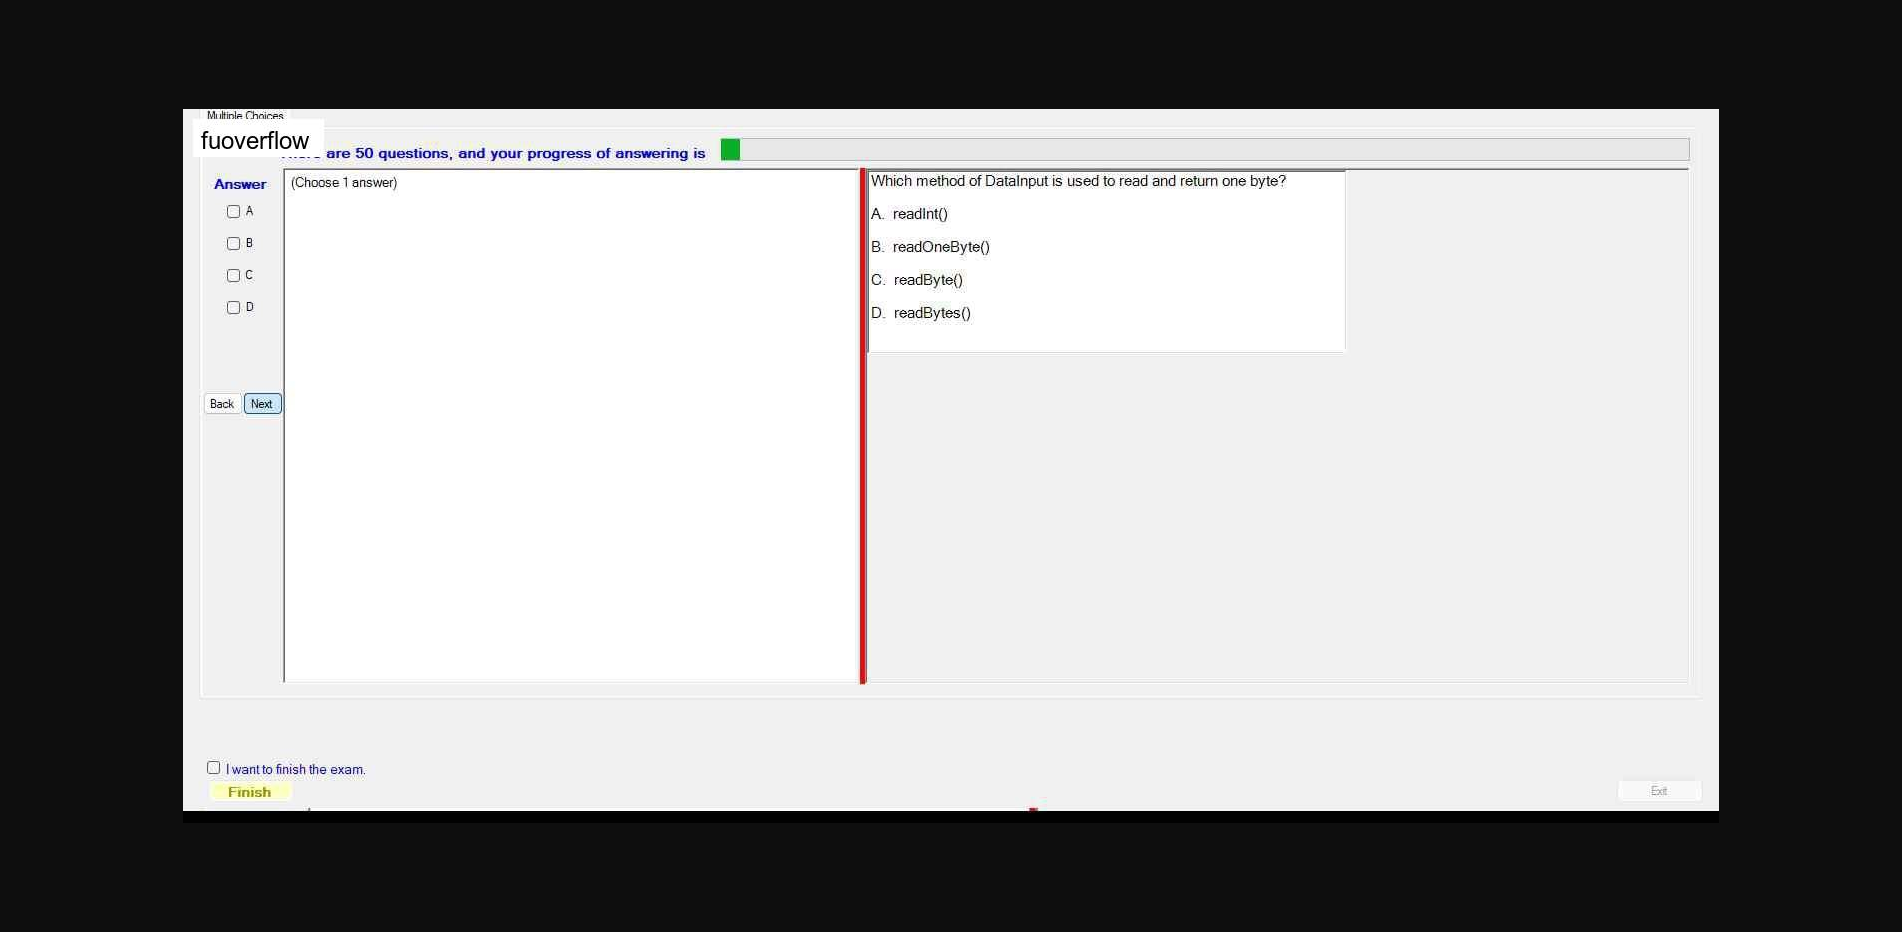 Multiple Choices
fuoverflow
are 50 questions, and your progress of answering is
Answer
(Choose 1 answer)
Which method of DataInput is used to read and return one byte?
A
A. readInt()
B
B. readOneByte()
C
C. readByte()
D
D. readBytes()
Back Next
I want to finish the exam.
Finish
Exit